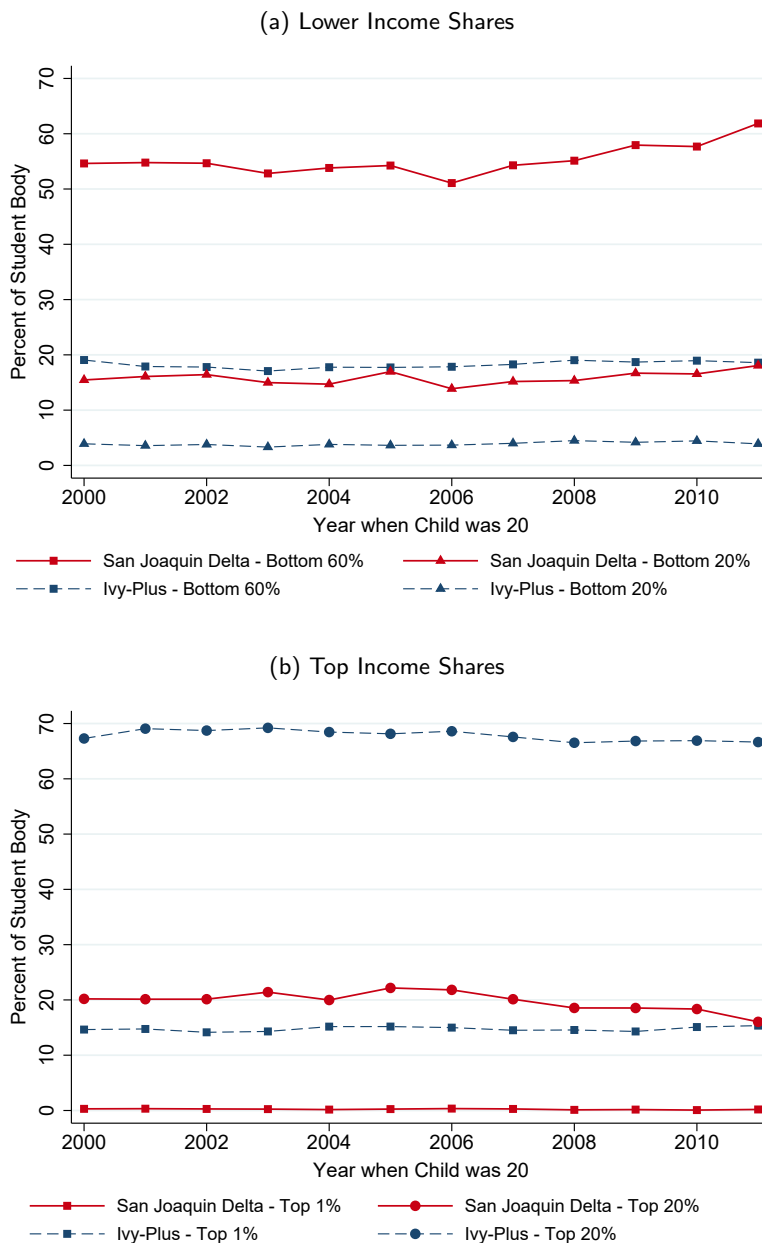 (a) Lower Income Shares
Percent of Student Body
70
60
50
40
30
20
10
0
2000 2002 2004 2006 2008 2010
Year when Child was 20
San Joaquin Delta - Bottom 60% San Joaquin Delta - Bottom 20%
Ivy-Plus - Bottom 60% Ivy-Plus - Bottom 20%
(b) Top Income Shares
Percent of Student Body
70
60
50
40
30
20
10
0
2000 2002 2004 2006 2008 2010
Year when Child was 20
San Joaquin Delta - Top 1% San Joaquin Delta - Top 20%
Ivy-Plus - Top 1% Ivy-Plus - Top 20%